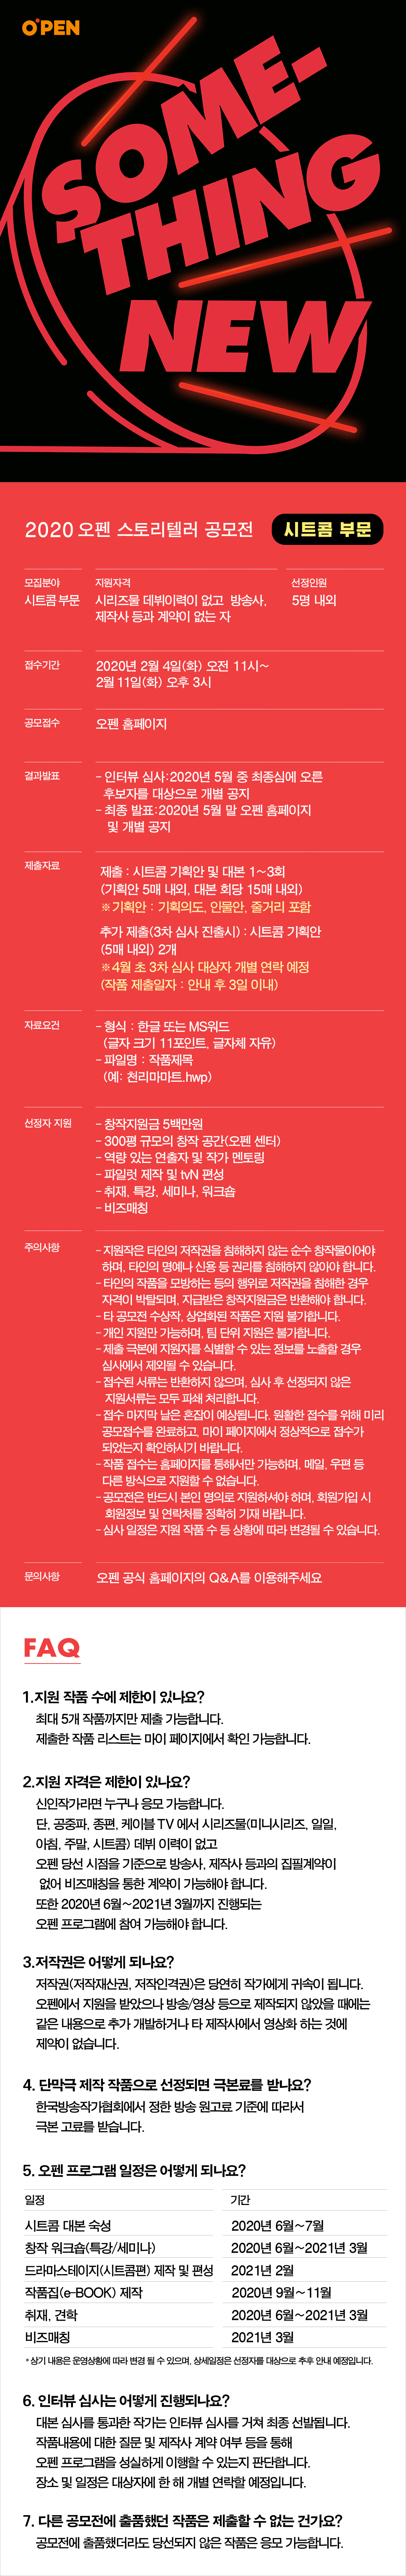 O'PEN
SOME-
THING
NEW
2020 오펜 스토리텔러 공모전 시트콤 부문
모집분야
시트콤 부문
지원자격
시리즈물 데뷔이력이 없고 방송사,
제작사 등과 계약이 없는 자
선정인원
5명 내외
접수기간
2020년 2월 4일(화) 오전 11시~
2월 11일(화) 오후 3시
공모접수
오펜 홈페이지
결과발표
- 인터뷰 심사:2020년 5월 중 최종심에 오른
후보자를 대상으로 개별 공지
- 최종 발표:2020년 5월 말 오펜 홈페이지
및 개별 공지
제출자료
제출 : 시트콤 기획안 및 대본 1~3회
(기획안 5매 내외, 대본 회당 15매 내외)
※기획안 : 기획의도, 인물안, 줄거리 포함
추가 제출(3차 심사 진출시) : 시트콤 기획안
(5매 내외) 2개
※4월 초 3차 심사 대상자 개별 연락 예정
(작품 제출일자 : 안내 후 3일 이내)
자료요건
- 형식 : 한글 또는 MS워드
(글자 크기 11포인트, 글자체 자유)
- 파일명 : 작품제목
(예: 천리마마트.hwp)
선정자 지원
- 창작지원금 5백만원
- 300평 규모의 창작 공간(오펜 센터)
- 역량 있는 연출자 및 작가 멘토링
- 파일럿 제작 및 tvN 편성
- 취재, 특강, 세미나, 워크숍
- 비즈매칭
주의사항
- 지원작은 타인의 저작권을 침해하지 않는 순수 창작물이어야
하며, 타인의 명예나 신용 등 권리를 침해하지 않아야 합니다.
- 타인의 작품을 모방하는 등의 행위로 저작권을 침해한 경우
자격이 박탈되며, 지급받은 창작지원금은 반환해야 합니다.
- 타 공모전 수상작, 상업화된 작품은 지원 불가합니다.
- 개인 지원만 가능하며, 팀 단위 지원은 불가합니다.
- 제출 극본에 지원자를 식별할 수 있는 정보를 노출할 경우
심사에서 제외될 수 있습니다.
- 접수된 서류는 반환하지 않으며, 심사 후 선정되지 않은
지원서류는 모두 파쇄 처리합니다.
- 접수 마지막 날은 혼잡이 예상됩니다. 원활한 접수를 위해 미리
공모접수를 완료하고, 마이 페이지에서 정상적으로 접수가
되었는지 확인하시기 바랍니다.
- 작품 접수는 홈페이지를 통해서만 가능하며, 메일, 우편 등
다른 방식으로 지원할 수 없습니다.
- 공모전은 반드시 본인 명의로 지원하셔야 하며, 회원가입 시
회원정보 및 연락처를 정확히 기재 바랍니다.
- 심사 일정은 지원 작품 수 등 상황에 따라 변경될 수 있습니다.
문의사항
오펜 공식 홈페이지의 Q&A를 이용해주세요
FAQ
1.지원 작품 수에 제한이 있나요?
최대 5개 작품까지만 제출 가능합니다.
제출한 작품 리스트는 마이 페이지에서 확인 가능합니다.
2.지원 자격은 제한이 있나요?
신인작가라면 누구나 응모 가능합니다.
단, 공중파, 종편, 케이블 TV 에서 시리즈물(미니시리즈, 일일,
아침, 주말, 시트콤) 데뷔 이력이 없고
오펜 당선 시점을 기준으로 방송사, 제작사 등과의 집필계약이
없어 비즈매칭을 통한 계약이 가능해야 합니다.
또한 2020년 6월~2021년 3월까지 진행되는
오펜 프로그램에 참여 가능해야 합니다.
3.저작권은 어떻게 되나요?
저작권(저작재산권, 저작인격권)은 당연히 작가에게 귀속이 됩니다.
오펜에서 지원을 받았으나 방송/영상 등으로 제작되지 않았을 때에는
같은 내용으로 추가 개발하거나 타 제작사에서 영상화 하는 것에
제약이 없습니다.
4. 단막극 제작 작품으로 선정되면 극본료를 받나요?
한국방송작가협회에서 정한 방송 원고료 기준에 따라서
극본 고료를 받습니다.
5. 오펜 프로그램 일정은 어떻게 되나요?
일정 기간
시트콤 대본 숙성 2020년 6월~7월
창작 워크숍(특강/세미나) 2020년 6월~2021년 3월
드라마스테이지(시트콤편) 제작 및 편성 2021년 2월
작품집(e-BOOK) 제작 2020년 9월~11월
취재, 견학 2020년 6월~2021년 3월
비즈매칭 2021년 3월
* 상기 내용은 운영상황에 따라 변경 될 수 있으며, 상세일정은 선정자를 대상으로 추후 안내 예정입니다.
6. 인터뷰 심사는 어떻게 진행되나요?
대본 심사를 통과한 작가는 인터뷰 심사를 거쳐 최종 선발됩니다.
작품내용에 대한 질문 및 제작사 계약 여부 등을 통해
오펜 프로그램을 성실하게 이행할 수 있는지 판단합니다.
장소 및 일정은 대상자에 한 해 개별 연락할 예정입니다.
7. 다른 공모전에 출품했던 작품은 제출할 수 없는 건가요?
공모전에 출품했더라도 당선되지 않은 작품은 응모 가능합니다.